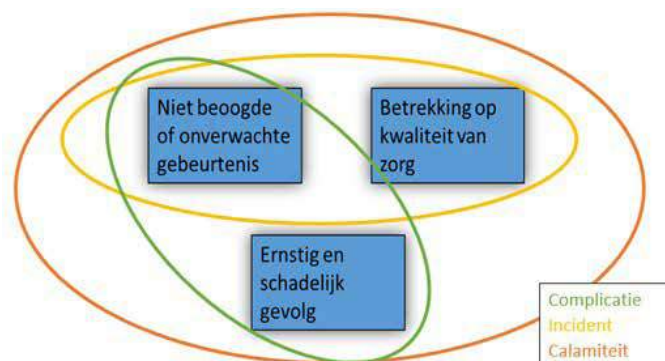 Niet beoogde
of onverwachte
gebeurtenis
Betrekking op
kwaliteit van
zorg
Ernstig en
schadelijk
gevolg
Complicatie
Incident
Calamiteit